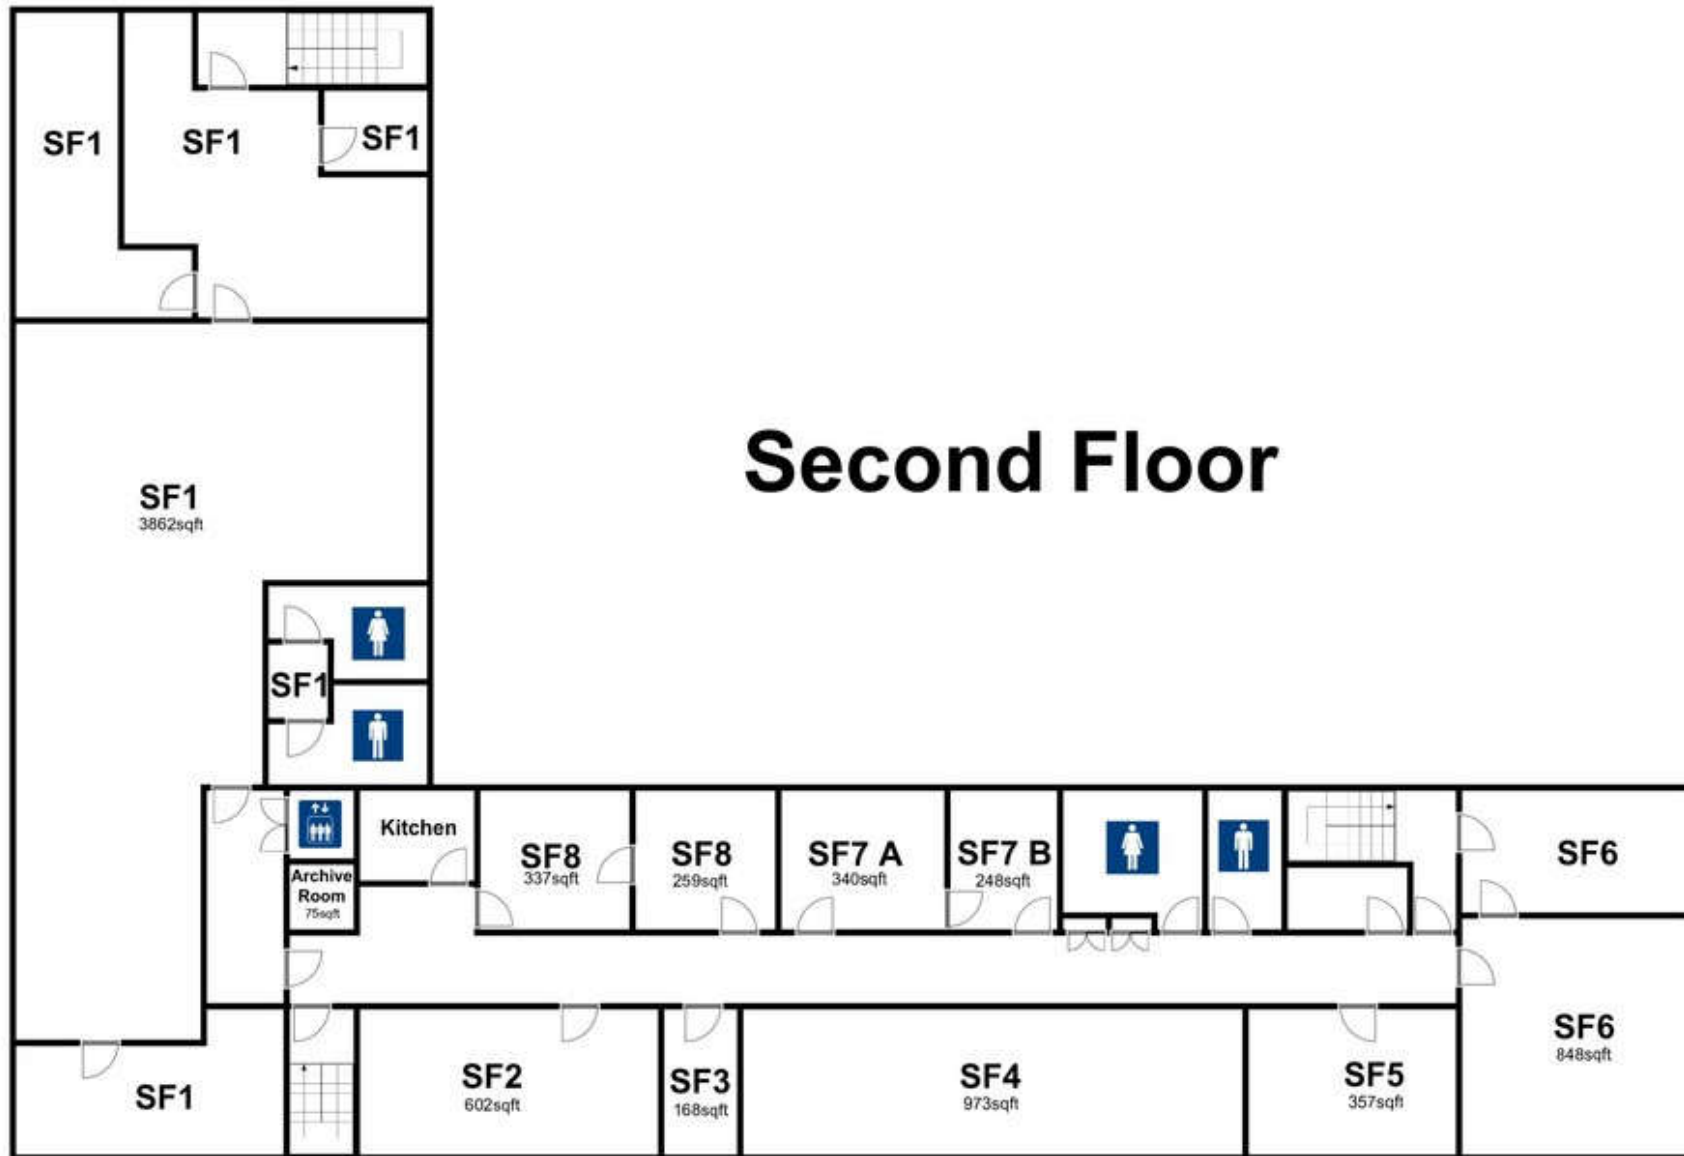 SF1
SF1
SF1
Second Floor
SF1
3862sqft
SF1
Kitchen
SF8
337sqft
SF8
259sqft
SF7 A
340sqft
SF7 B
248sqft
SF6
Archive
Room
75sqft
SF6
848sqft
SF1
SF2
602sqft
SF3
168sqft
SF4
973sqft
SF5
357sqft